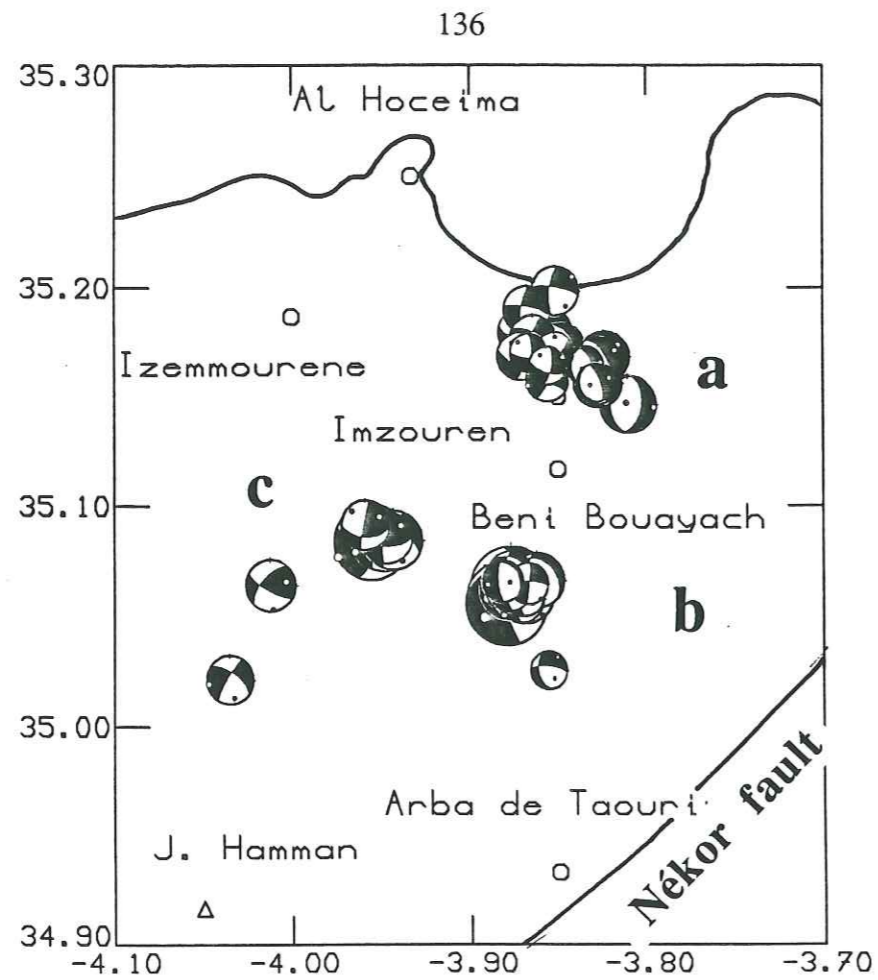 136
35.30
Al Hoceima
35.20
Izemmourene
a
Imzouren
c
35.10
Beni Bouayach
b
35.00
Arba de Taouri
J. Hamman
Nékor fault
34.90
-4.10 -4.00 -3.90 -3.80 -3.70